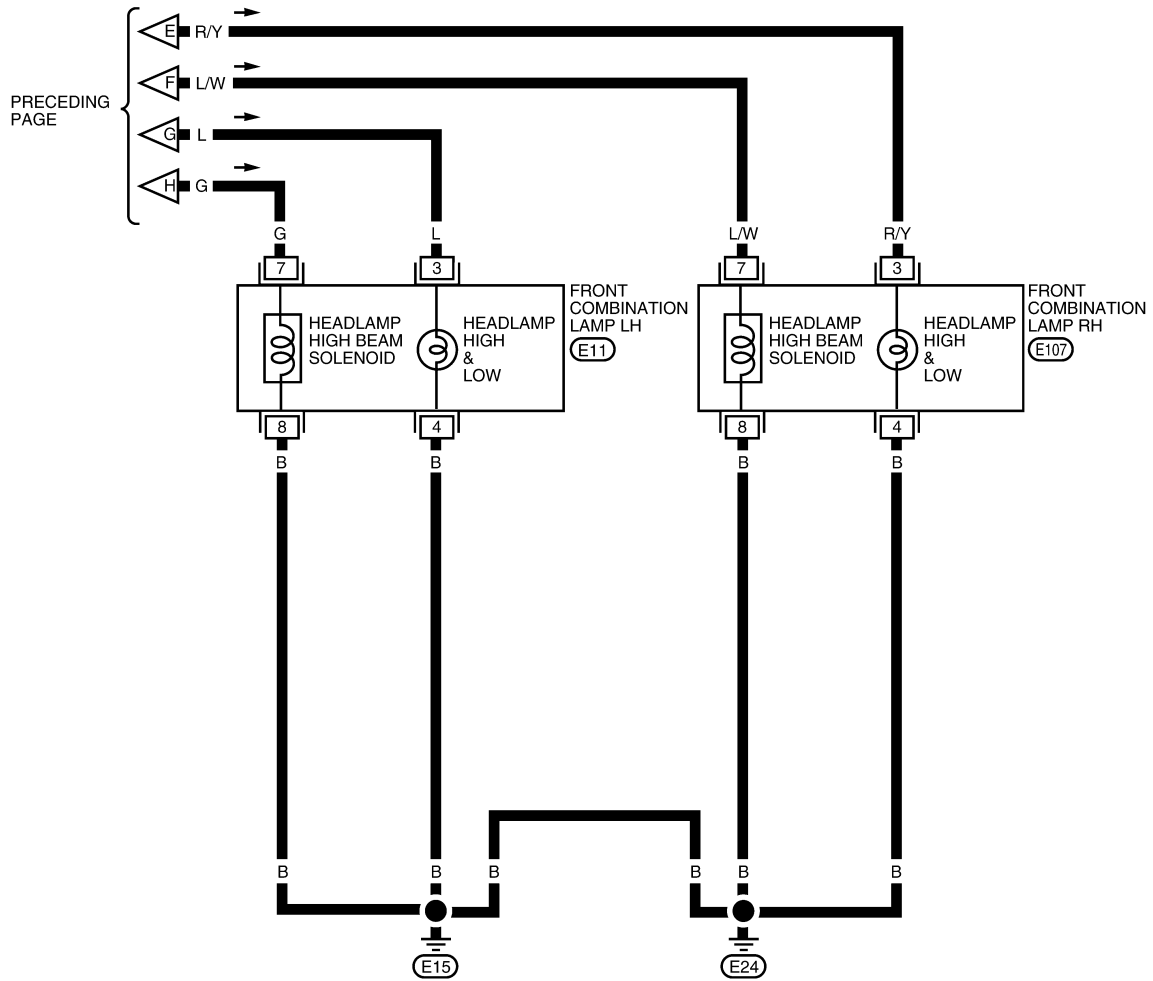 E R/Y
F L/W
PRECEDING
PAGE
G L
H G
G L L/W R/Y
7 3 7 3
FRONT
COMBINATION
LAMP LH
E11
HEADLAMP
HIGH BEAM
SOLENOID
HEADLAMP
HIGH
&
LOW
FRONT
COMBINATION
LAMP RH
E107
HEADLAMP
HIGH BEAM
SOLENOID
HEADLAMP
HIGH
&
LOW
8 4 8 4
B B B B
B B B B B B
E15 E24